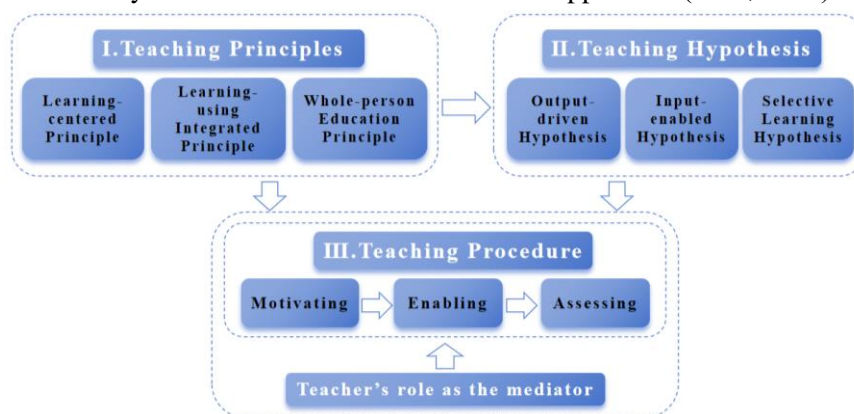 I.Teaching Principles
Learning-
centered
Principle
Learning-
using
Integrated
Principle
Whole-person
Education
Principle
II.Teaching Hypothesis
Output-
driven
Hypothesis
Input-
enabled
Hypothesis
Selective
Learning
Hypothesis
III.Teaching Procedure
Motivating
Enabling
Assessing
Teacher's role as the mediator